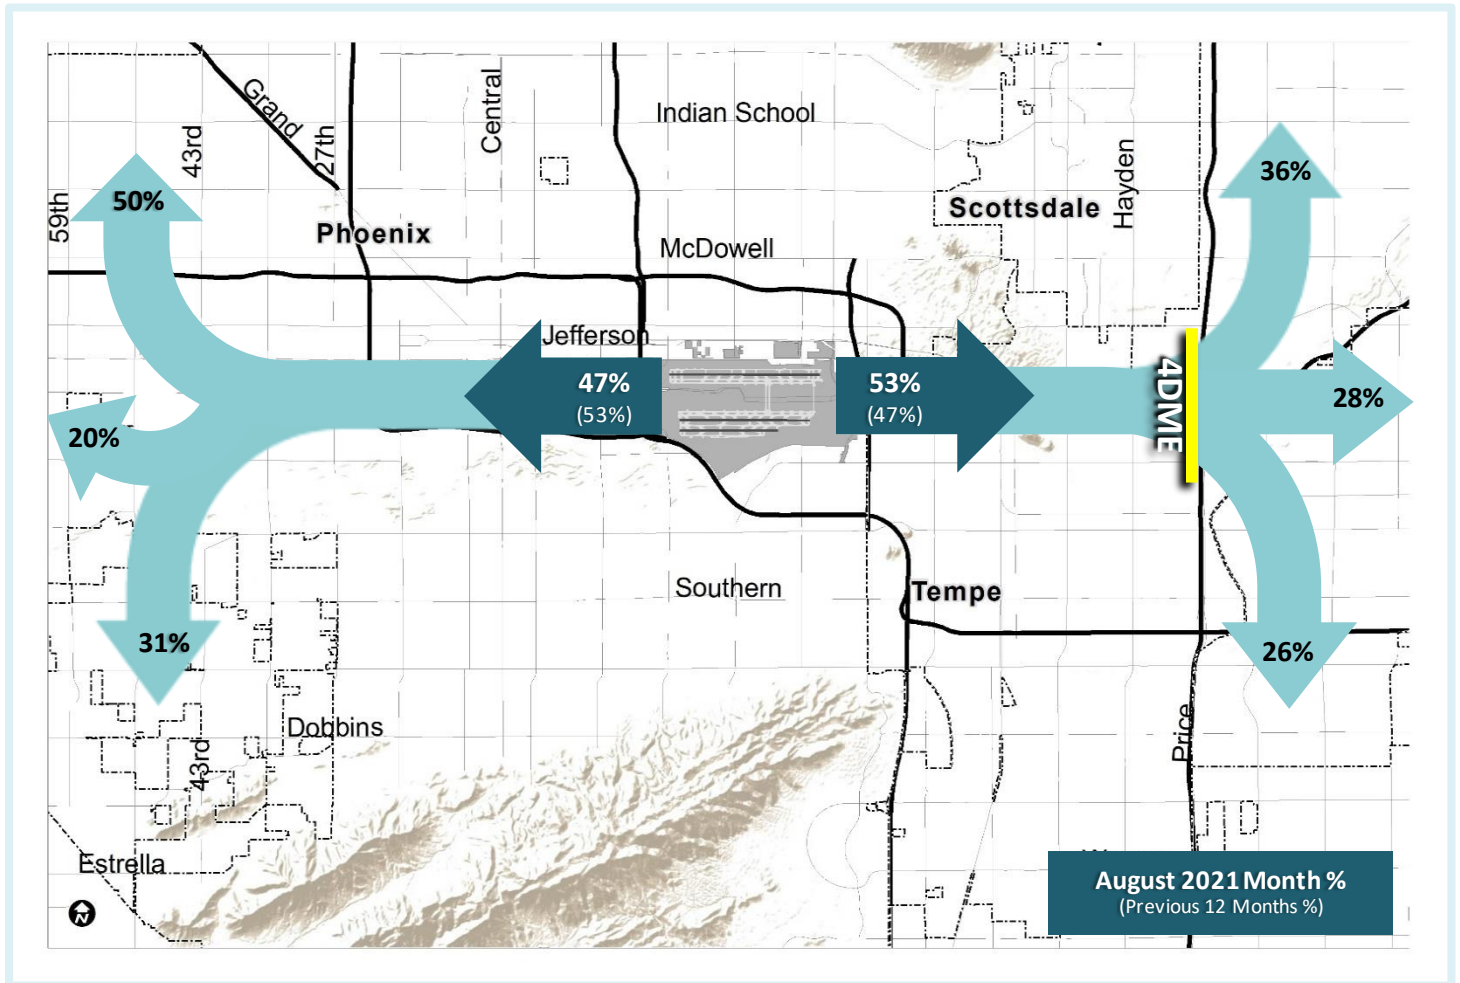 Grand
43rd
27th
Central
Indian School
Hayden
36%
50%
59th
Phoenix
Scottsdale
McDowell
Jefferson
47%
(53%)
53%
(47%)
4DME
28%
20%
Southern
Tempe
31%
26%
Dobbins
43rd
Price
Estrella
N
August 2021 Month %
(Previous 12 Months %)